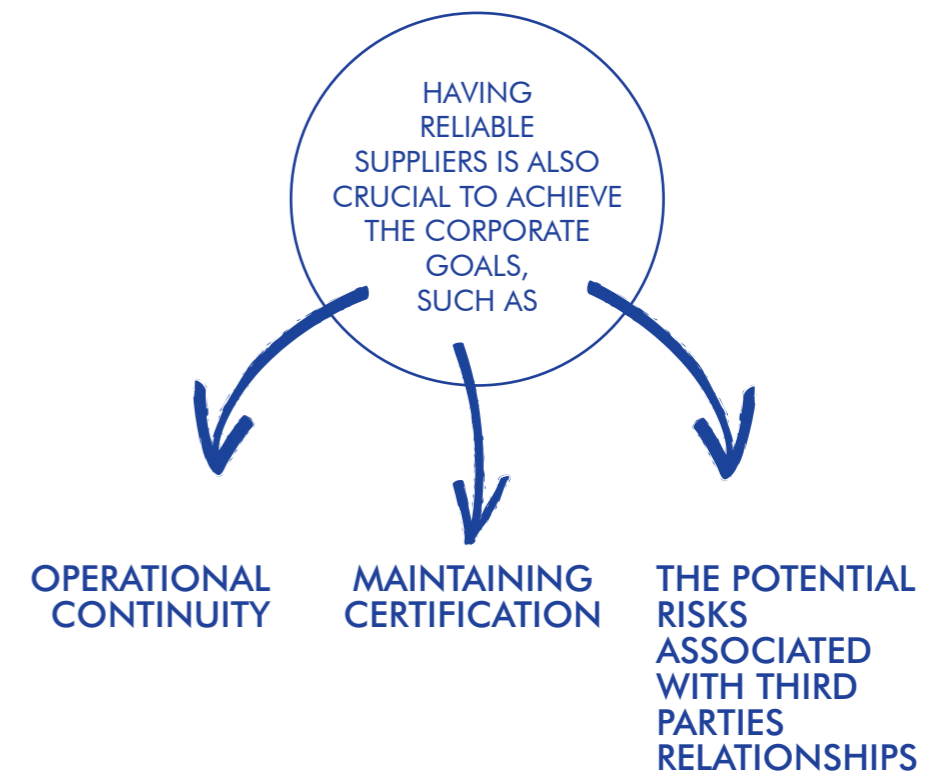 HAVING
RELIABLE
SUPPLIERS IS ALSO
CRUCIAL TO ACHIEVE
THE CORPORATE
GOALS,
SUCH AS
OPERATIONAL
CONTINUITY
MAINTAINING
CERTIFICATION
THE POTENTIAL
RISKS
ASSOCIATED
WITH THIRD
PARTIES
RELATIONSHIPS